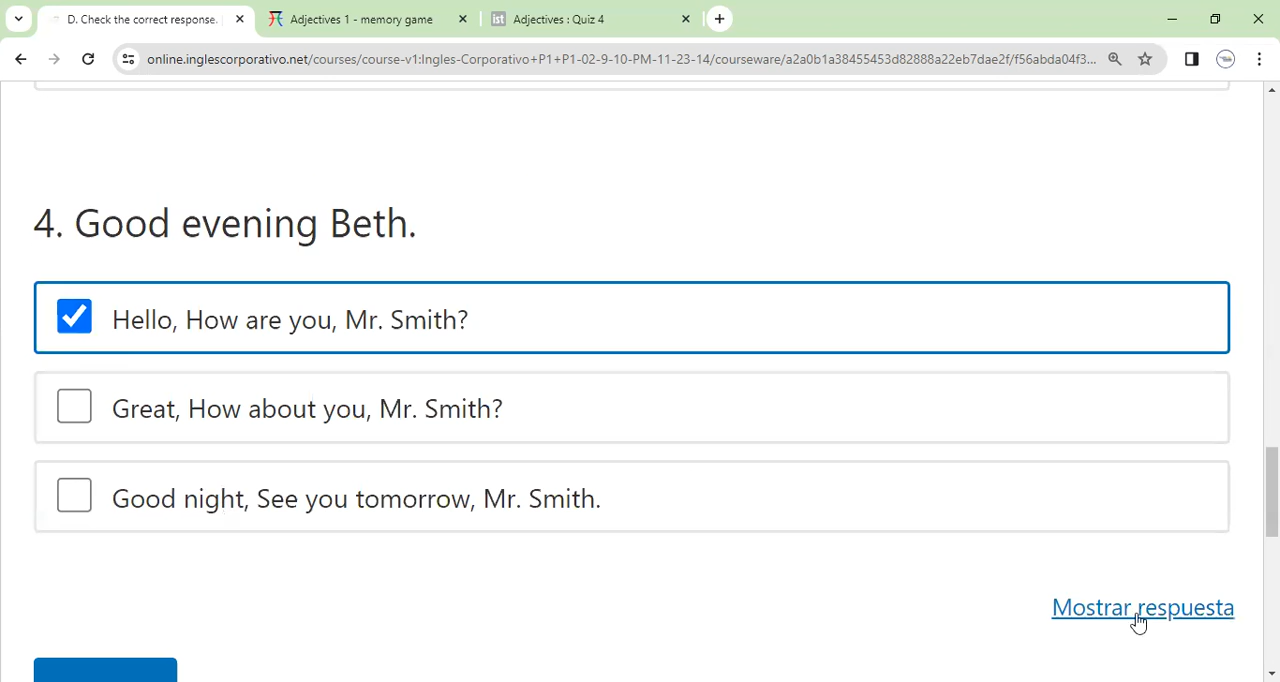 D. Check the correct response.
Adjectives 1 - memory game
ist
Adjectives : Quiz 4
online.inglescorporativo.net/courses/course-v1:Ingles-Corporativo+P1+P1-02-9-10-PM-11-23-14/courseware/a2a0b1a38455453d82888a22eb7dae2f/f56abda04f3...
4. Good evening Beth.
Hello, How are you, Mr. Smith?
Great, How about you, Mr. Smith?
Good night, See you tomorrow, Mr. Smith.
Mostrar respuesta